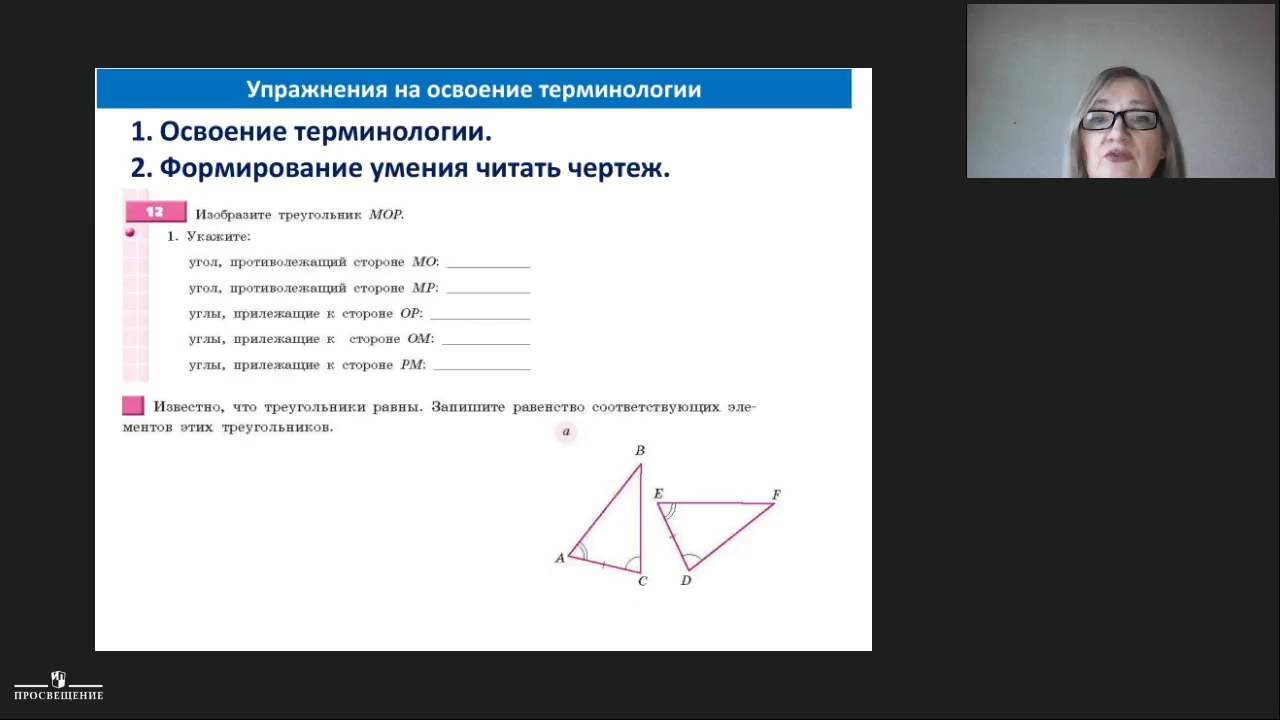 Упражнения на освоение терминологии
1. Освоение терминологии.
2. Формирование умения читать чертеж.
12 Изобразите треугольник MOP.
1. Укажите:
угол, противолежащий стороне MO:
угол, противолежащий стороне MP:
углы, прилежащие к стороне OP:
углы, прилежащие к стороне OM:
углы, прилежащие к стороне PM:
Известно, что треугольники равны. Запишите равенство соответствующих эле-
ментов этих треугольников.
а
B
E F
A
C D
ПРОСВЕЩЕНИЕ